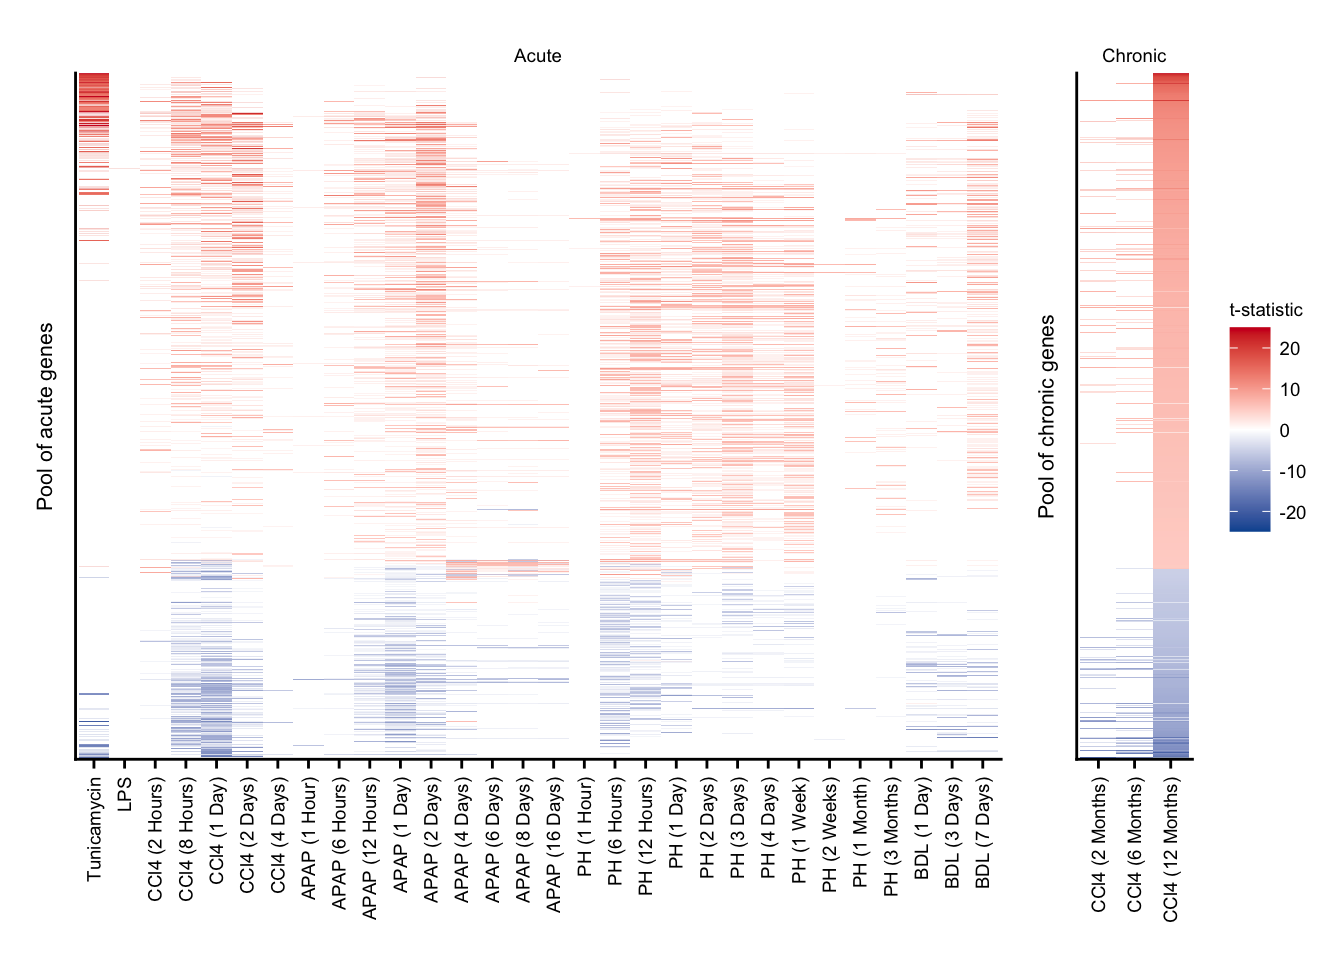 Acute
Chronic
Pool of acute genes
Pool of chronic genes
t-statistic
20
10
0
-10
-20
Tunicamycin
LPS
CCl4 (2 Hours)
CCl4 (8 Hours)
CCl4 (1 Day)
CCl4 (2 Days)
CCl4 (4 Days)
APAP (1 Hour)
APAP (6 Hours)
APAP (12 Hours)
APAP (1 Day)
APAP (2 Days)
APAP (4 Days)
APAP (6 Days)
APAP (8 Days)
APAP (16 Days)
PH (1 Hour)
PH (6 Hours)
PH (12 Hours)
PH (1 Day)
PH (2 Days)
PH (3 Days)
PH (4 Days)
PH (1 Week)
PH (2 Weeks)
PH (1 Month)
PH (3 Months)
BDL (1 Day)
BDL (3 Days)
BDL (7 Days)
CCl4 (2 Months)
CCl4 (6 Months)
CCl4 (12 Months)